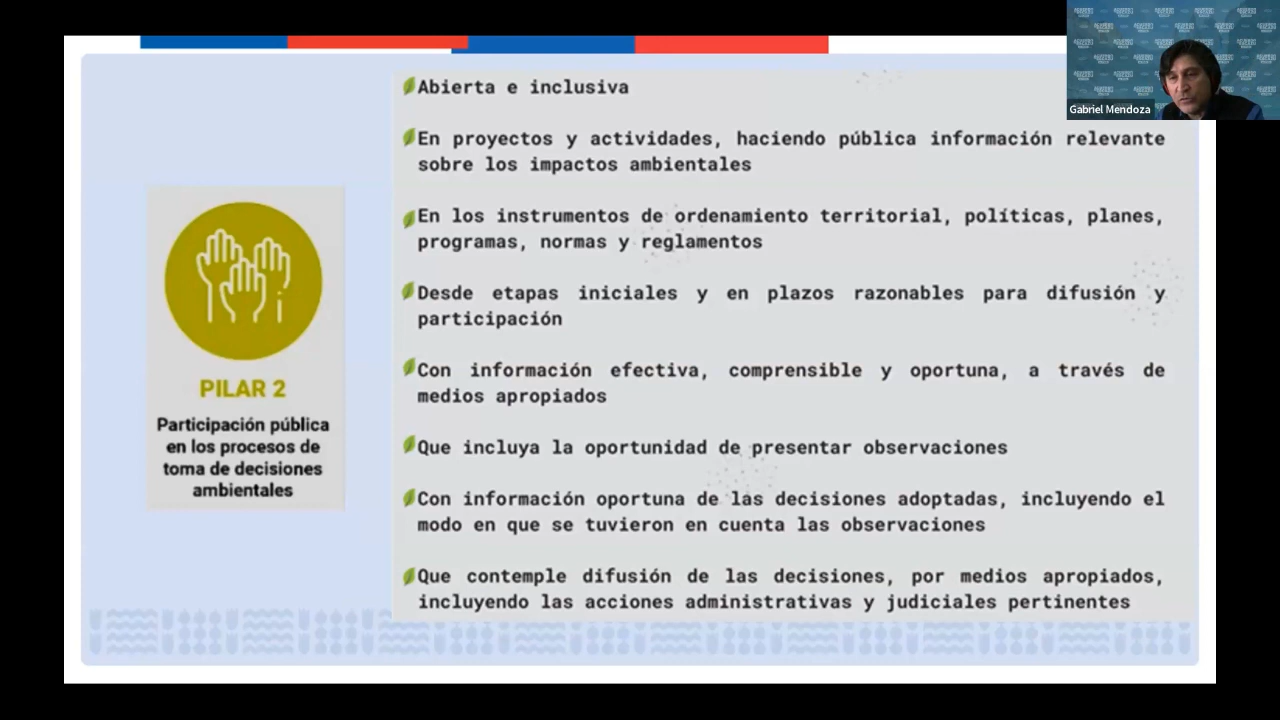 Gabriel Mendoza
PILAR 2
Participación pública
en los procesos de
toma de decisiones
ambientales
Abierta e inclusiva
En proyectos y actividades, haciendo pública información relevante
sobre los impactos ambientales
En los instrumentos de ordenamiento territorial, políticas, planes,
programas, normas y reglamentos
Desde etapas iniciales y en plazos razonables para difusión y
participación
Con información efectiva, comprensible y oportuna, a través de
medios apropiados
Que incluya la oportunidad de presentar observaciones
Con información oportuna de las decisiones adoptadas, incluyendo el
modo en que se tuvieron en cuenta las observaciones
Que contemple difusión de las decisiones, por medios apropiados,
incluyendo las acciones administrativas y judiciales pertinentes